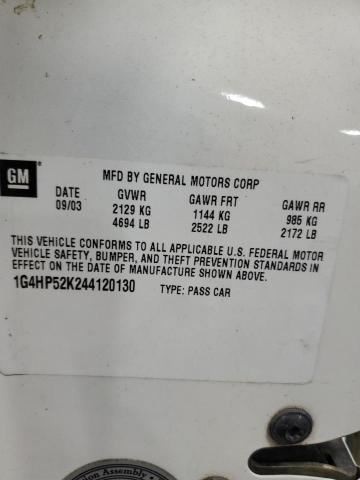 GM
MFD BY GENERAL MOTORS CORP
DATE GVWR GAWR FRT GAWR RR
09/03 2129 KG 1144 KG 985 KG
4694 LB 2522 LB 2172 LB
THIS VEHICLE CONFORMS TO ALL APPLICABLE U.S. FEDERAL MOTOR
VEHICLE SAFETY, BUMPER, AND THEFT PREVENTION STANDARDS IN
EFFECT ON THE DATE OF MANUFACTURE SHOWN ABOVE.
1G4HP52K244120130 TYPE: PASS CAR
Assembly